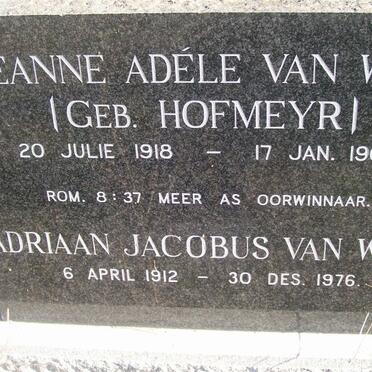 EANNE ADÉLE VAN W
(GEB. HOFMEYR)
20 JULIE 1918 – 17 JAN. 196
ROM. 8:37 MEER AS OORWINNAAR.
ADRIAAN JACOBUS VAN W
6 APRIL 1912 – 30 DES. 1976.